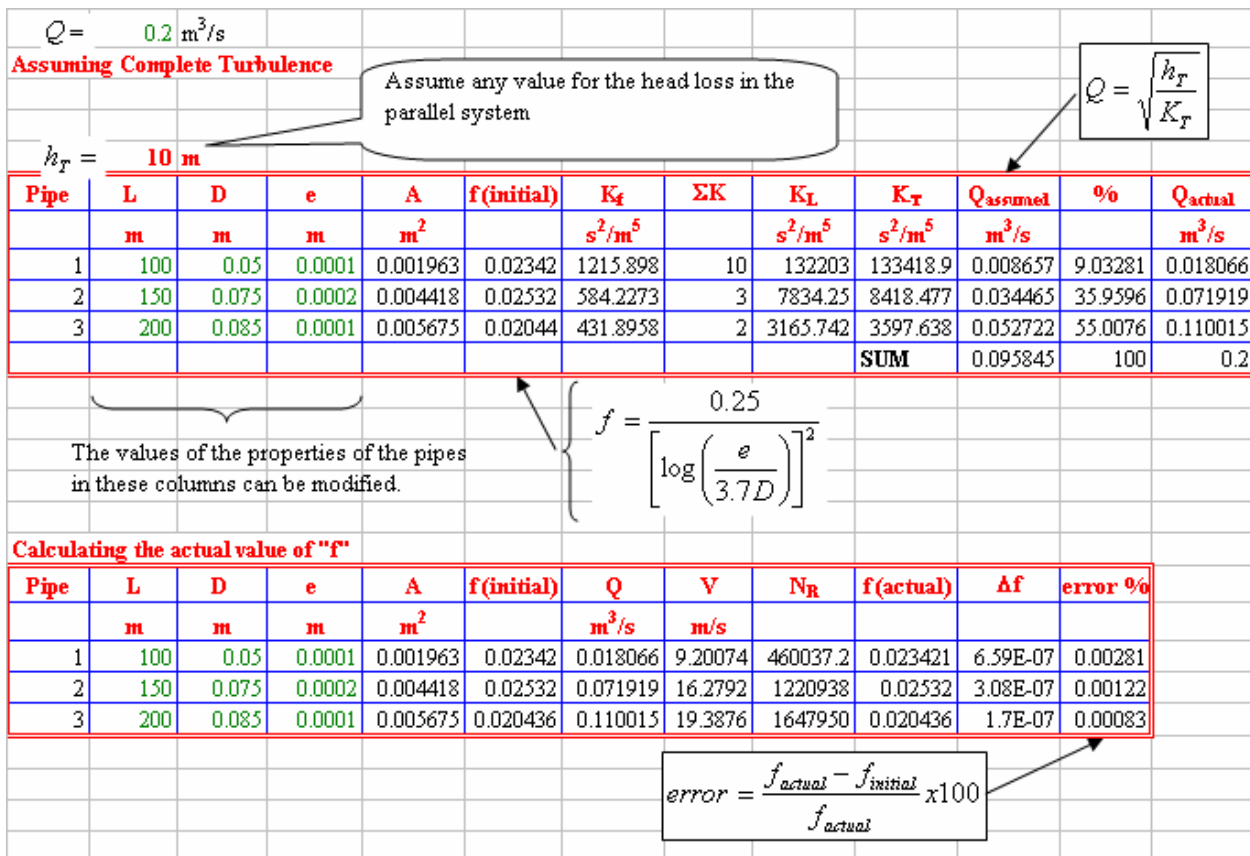 Q = 0.2 m³/s
Assuming Complete Turbulence
Assume any value for the head loss in the
parallel system
Q = √(h_T / K_T)
h_T = 10 m
Pipe L D e A f (initial) K_f ΣK K_L K_T Q_assumed % Q_actual
m m m m² s²/m⁵ s²/m⁵ s²/m⁵ m³/s m³/s
1 100 0.05 0.0001 0.001963 0.02342 1215.898 10 132203 133418.9 0.008657 9.03281 0.018066
2 150 0.075 0.0002 0.004418 0.02532 584.2273 3 7834.25 8418.477 0.034465 35.9596 0.071919
3 200 0.085 0.0001 0.005675 0.02044 431.8958 2 3165.742 3597.638 0.052722 55.0076 0.110015
SUM 0.095845 100 0.2
The values of the properties of the pipes
in these columns can be modified.
f = 0.25 / [log(e / 3.7D)]²
Calculating the actual value of "f"
Pipe L D e A f (initial) Q V N_R f (actual) Δf error %
m m m m² m³/s m/s
1 100 0.05 0.0001 0.001963 0.02342 0.018066 9.20074 460037.2 0.023421 6.59E-07 0.00281
2 150 0.075 0.0002 0.004418 0.02532 0.071919 16.2792 1220938 0.02532 3.08E-07 0.00122
3 200 0.085 0.0001 0.005675 0.020436 0.110015 19.3876 1647950 0.020436 1.7E-07 0.00083
error = (f_actual − f_initial) / f_actual x100